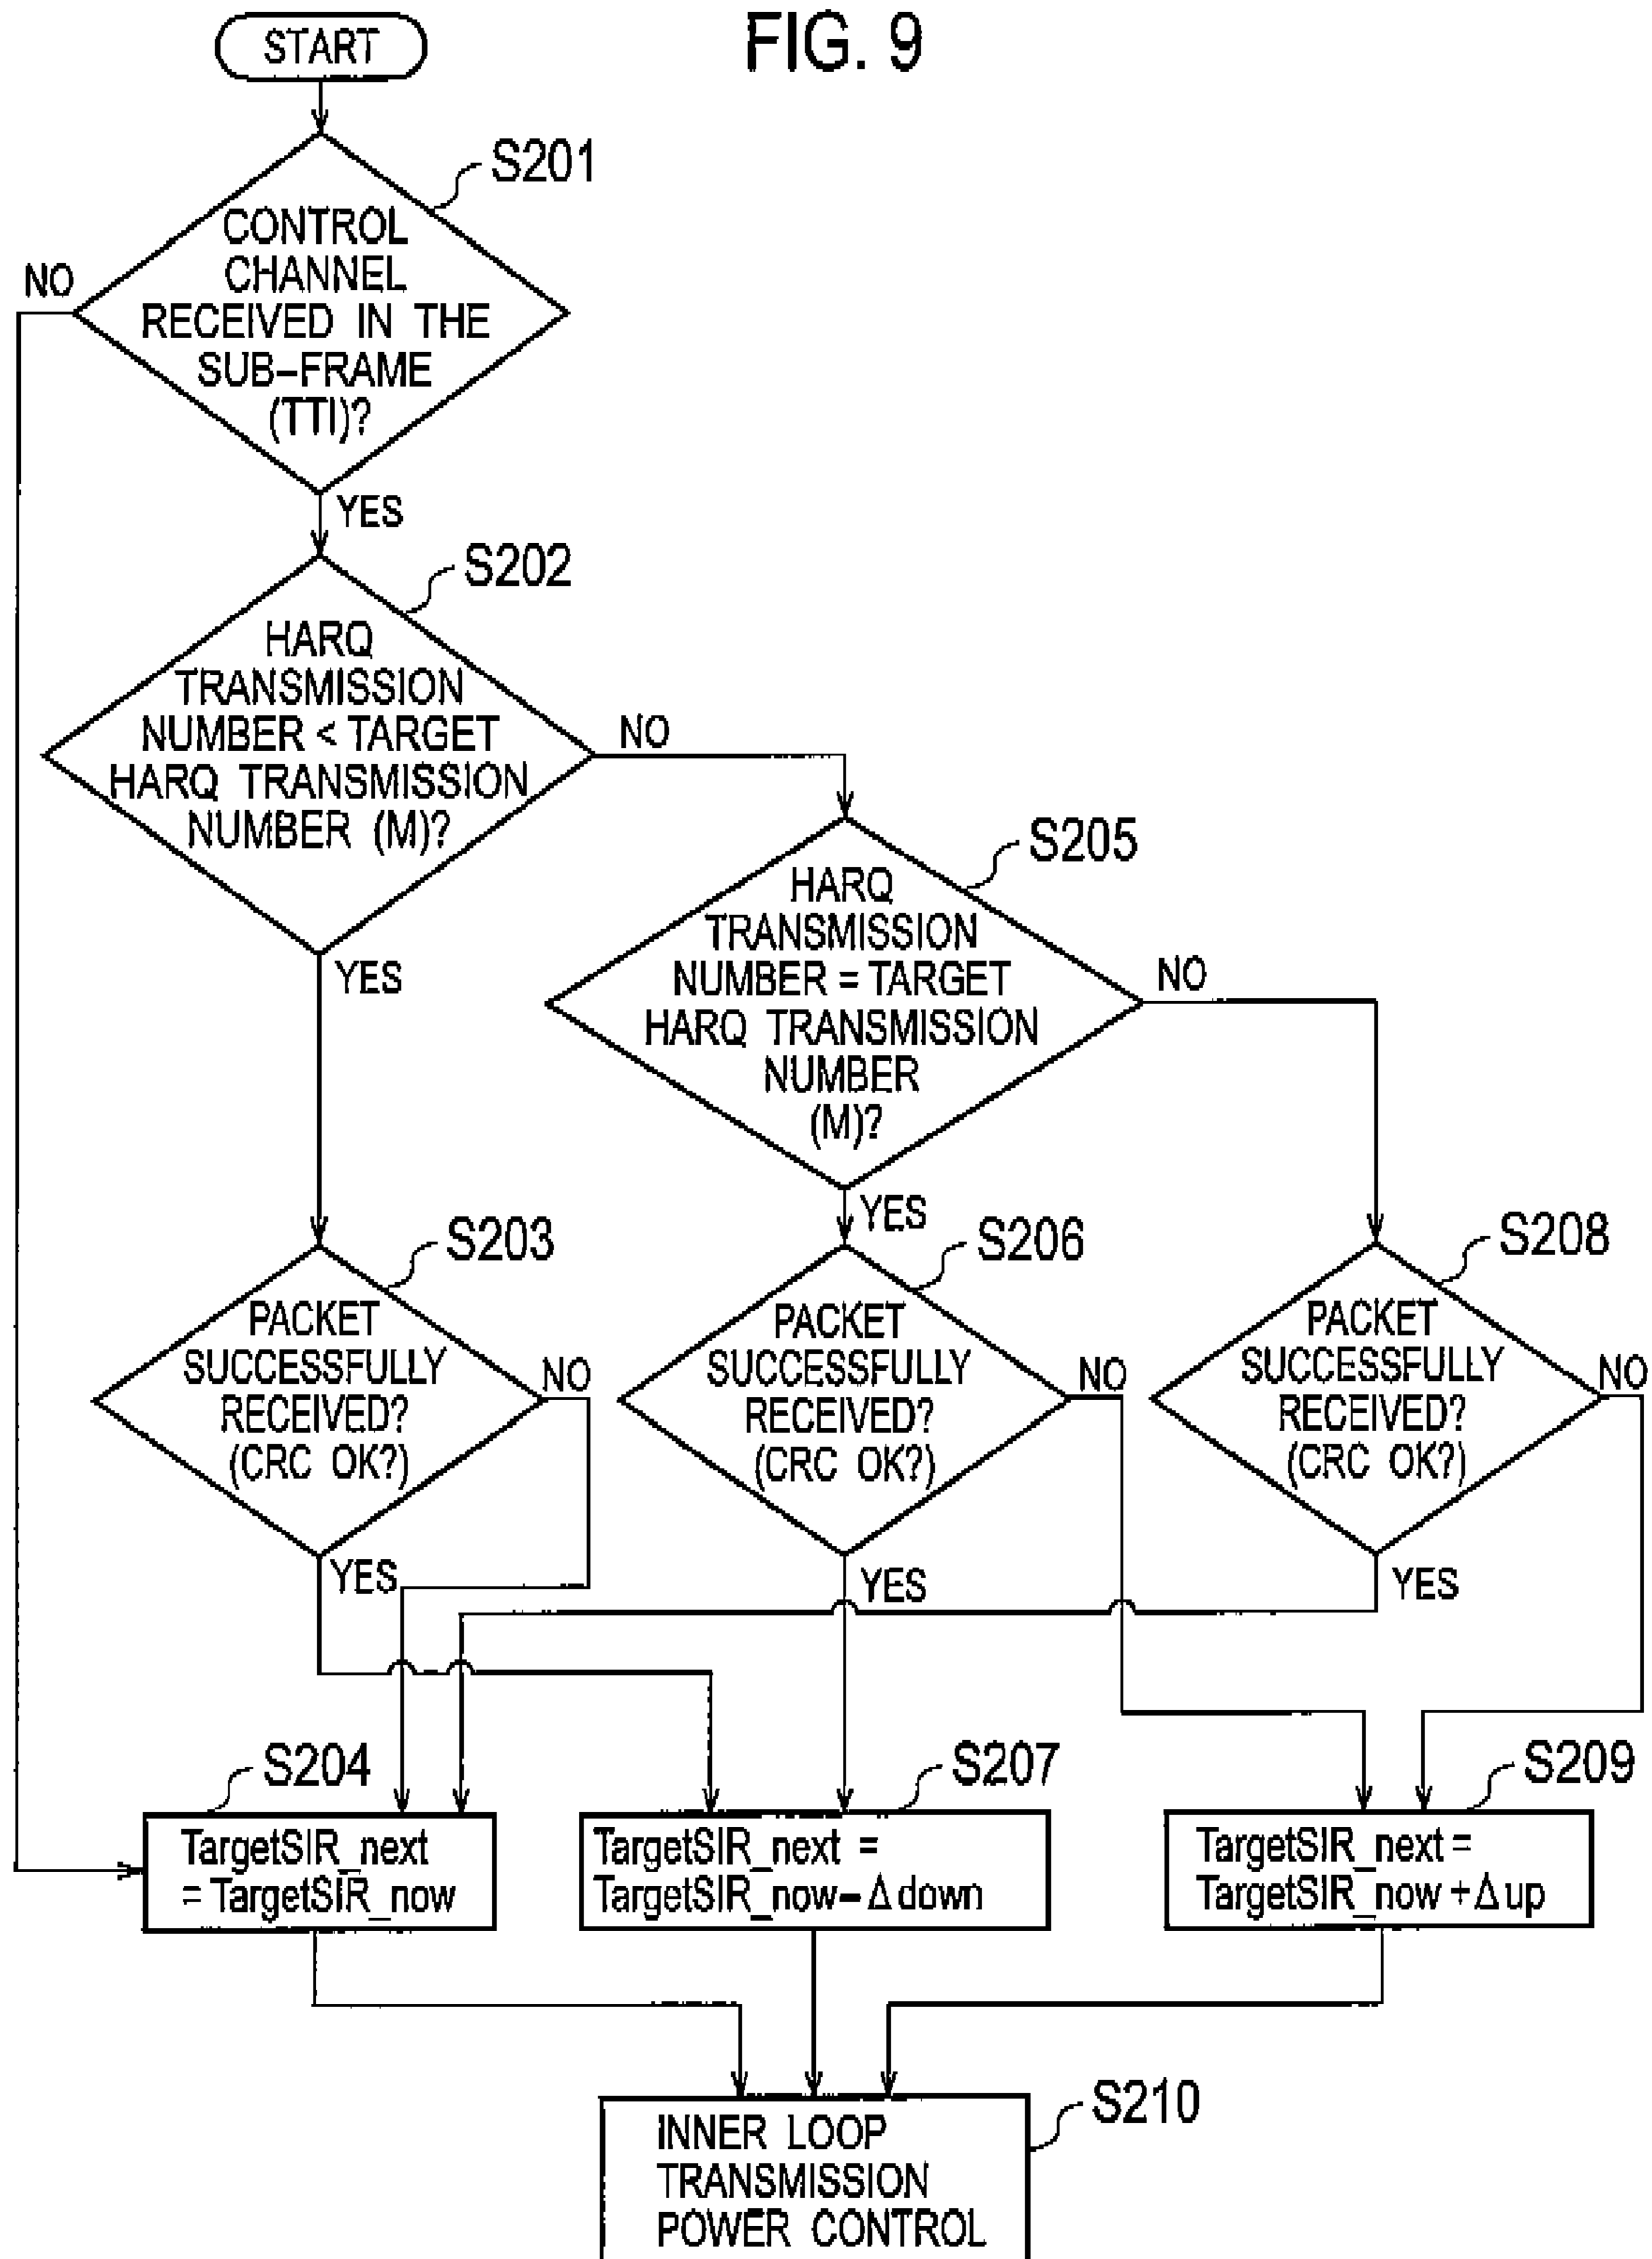 FIG. 9
START
S201
CONTROL
CHANNEL
RECEIVED IN THE
SUB-FRAME
(TTI)?
NO
YES
S202
HARQ
TRANSMISSION
NUMBER < TARGET
HARQ TRANSMISSION
NUMBER (M)?
NO
YES
S205
HARQ
TRANSMISSION
NUMBER = TARGET
HARQ TRANSMISSION
NUMBER
(M)?
NO
YES
S203
PACKET
SUCCESSFULLY
RECEIVED?
(CRC OK?)
NO
YES
S206
PACKET
SUCCESSFULLY
RECEIVED?
(CRC OK?)
NO
YES
S208
PACKET
SUCCESSFULLY
RECEIVED?
(CRC OK?)
NO
YES
S204
TargetSIR_next
= TargetSIR_now
S207
TargetSIR_next =
TargetSIR_now-Δdown
S209
TargetSIR_next =
TargetSIR_now +Δup
S210
INNER LOOP
TRANSMISSION
POWER CONTROL